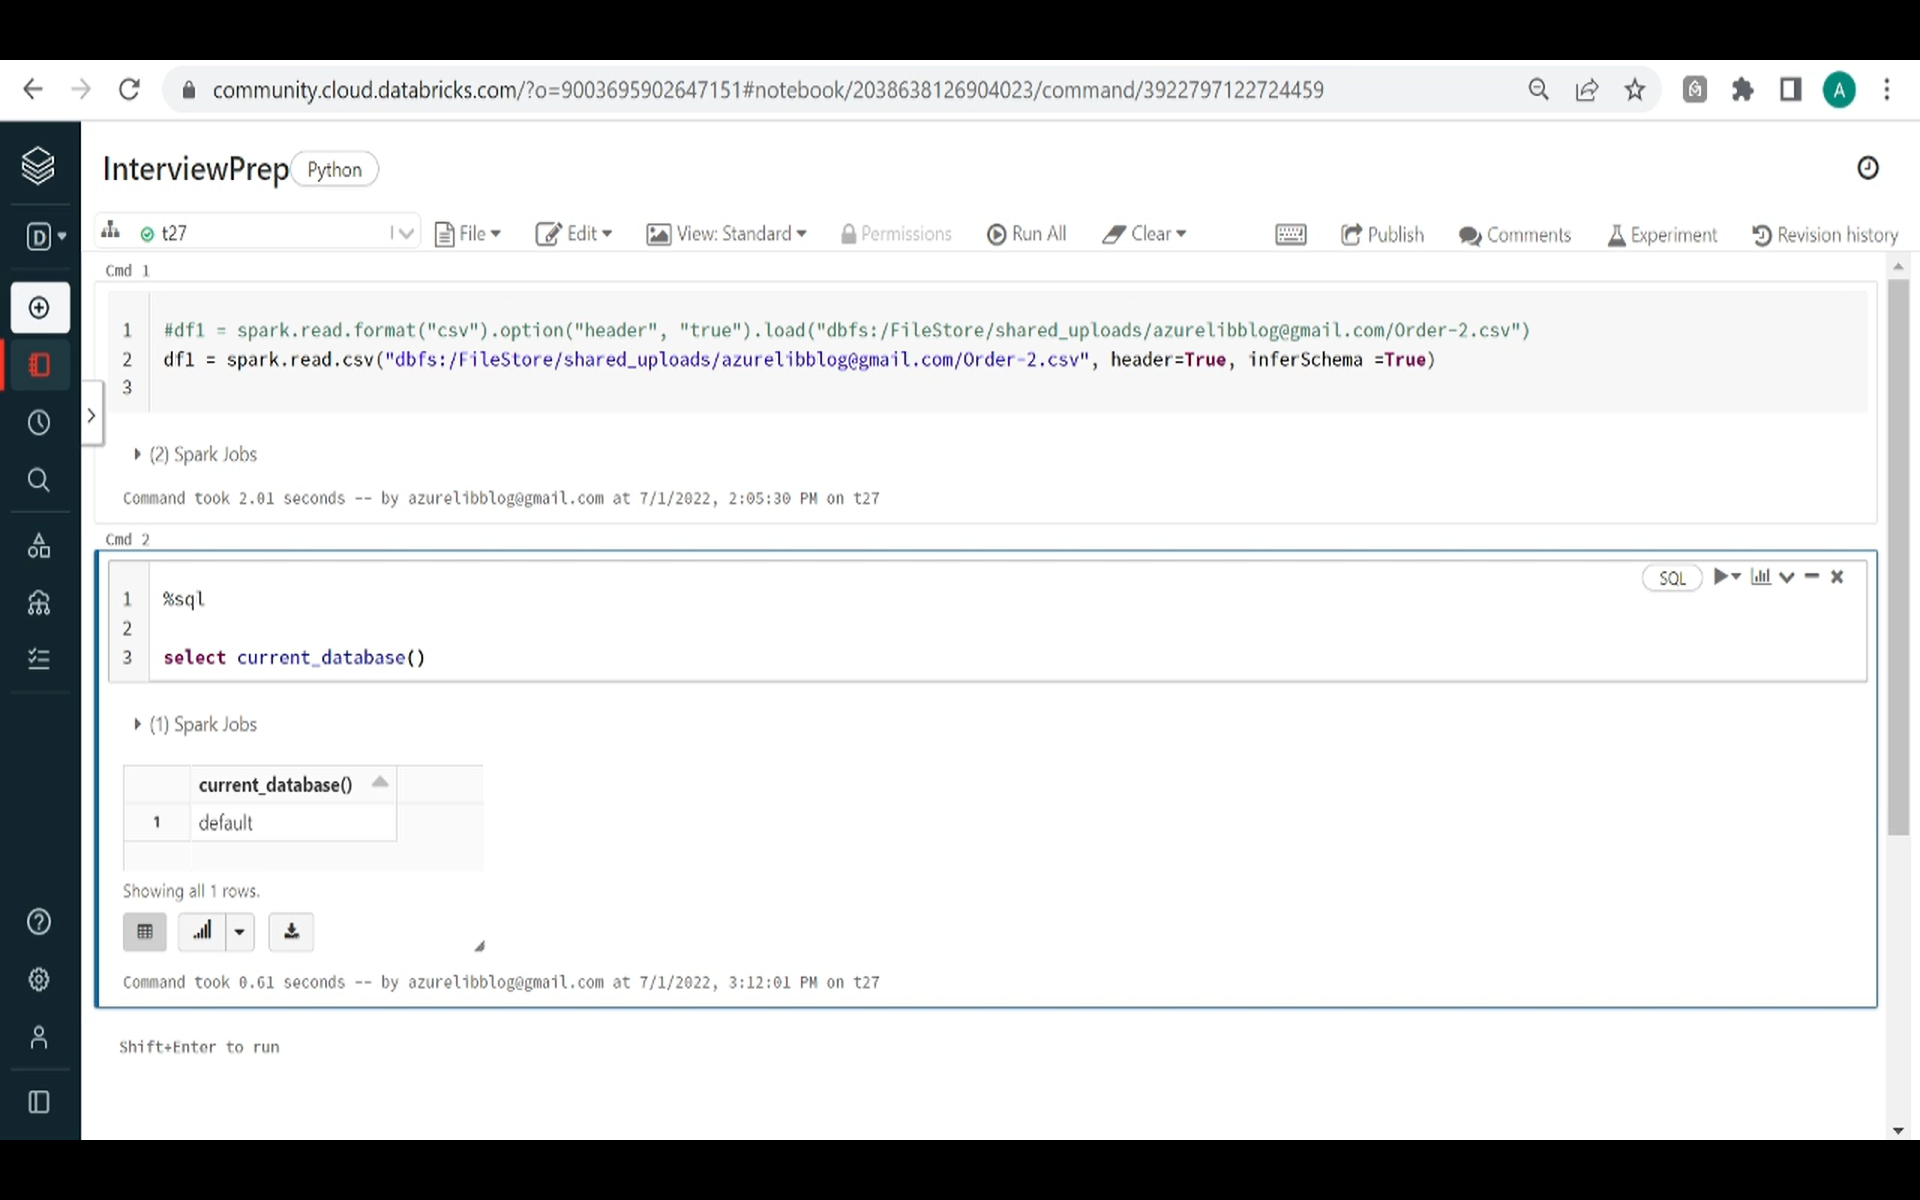 community.cloud.databricks.com/?o=9003695902647151#notebook/2038638126904023/command/3922797122724459
A
InterviewPrep Python
D
t27 File Edit View: Standard Permissions Run All Clear Publish Comments Experiment Revision history
Cmd 1
1 #df1 = spark.read.format("csv").option("header", "true").load("dbfs:/FileStore/shared_uploads/azurelibblog@gmail.com/Order-2.csv")
2 df1 = spark.read.csv("dbfs:/FileStore/shared_uploads/azurelibblog@gmail.com/Order-2.csv", header=True, inferSchema =True)
3
(2) Spark Jobs
Command took 2.01 seconds -- by azurelibblog@gmail.com at 7/1/2022, 2:05:30 PM on t27
Cmd 2
SQL
1 %sql
2
3 select current_database()
(1) Spark Jobs
current_database()
1 default
Showing all 1 rows.
Command took 0.61 seconds -- by azurelibblog@gmail.com at 7/1/2022, 3:12:01 PM on t27
Shift+Enter to run